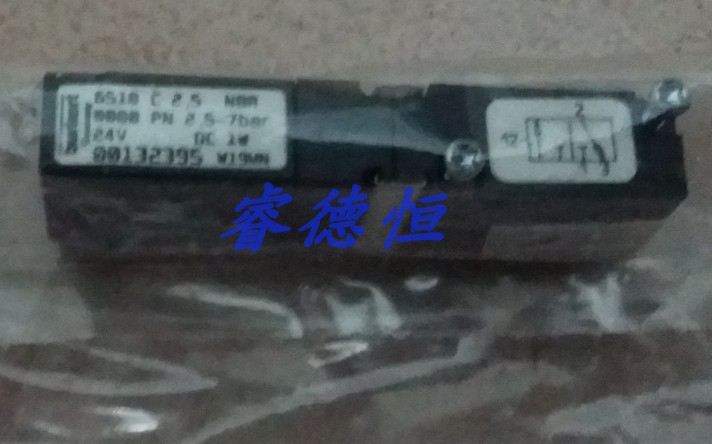 burkert
6510 C 2,5 NBR
0000 PN 2.5-7bar
24V DC 1W
00132395 W19MN
2
12
3
睿德恒